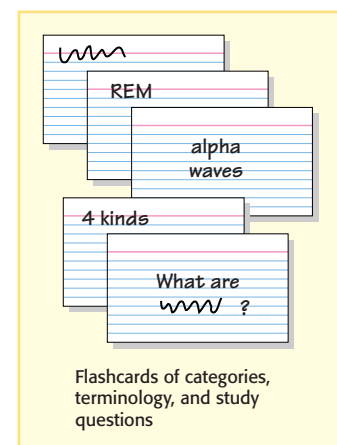 REM
alpha
waves
4 kinds
What are
?
Flashcards of categories,
terminology, and study
questions